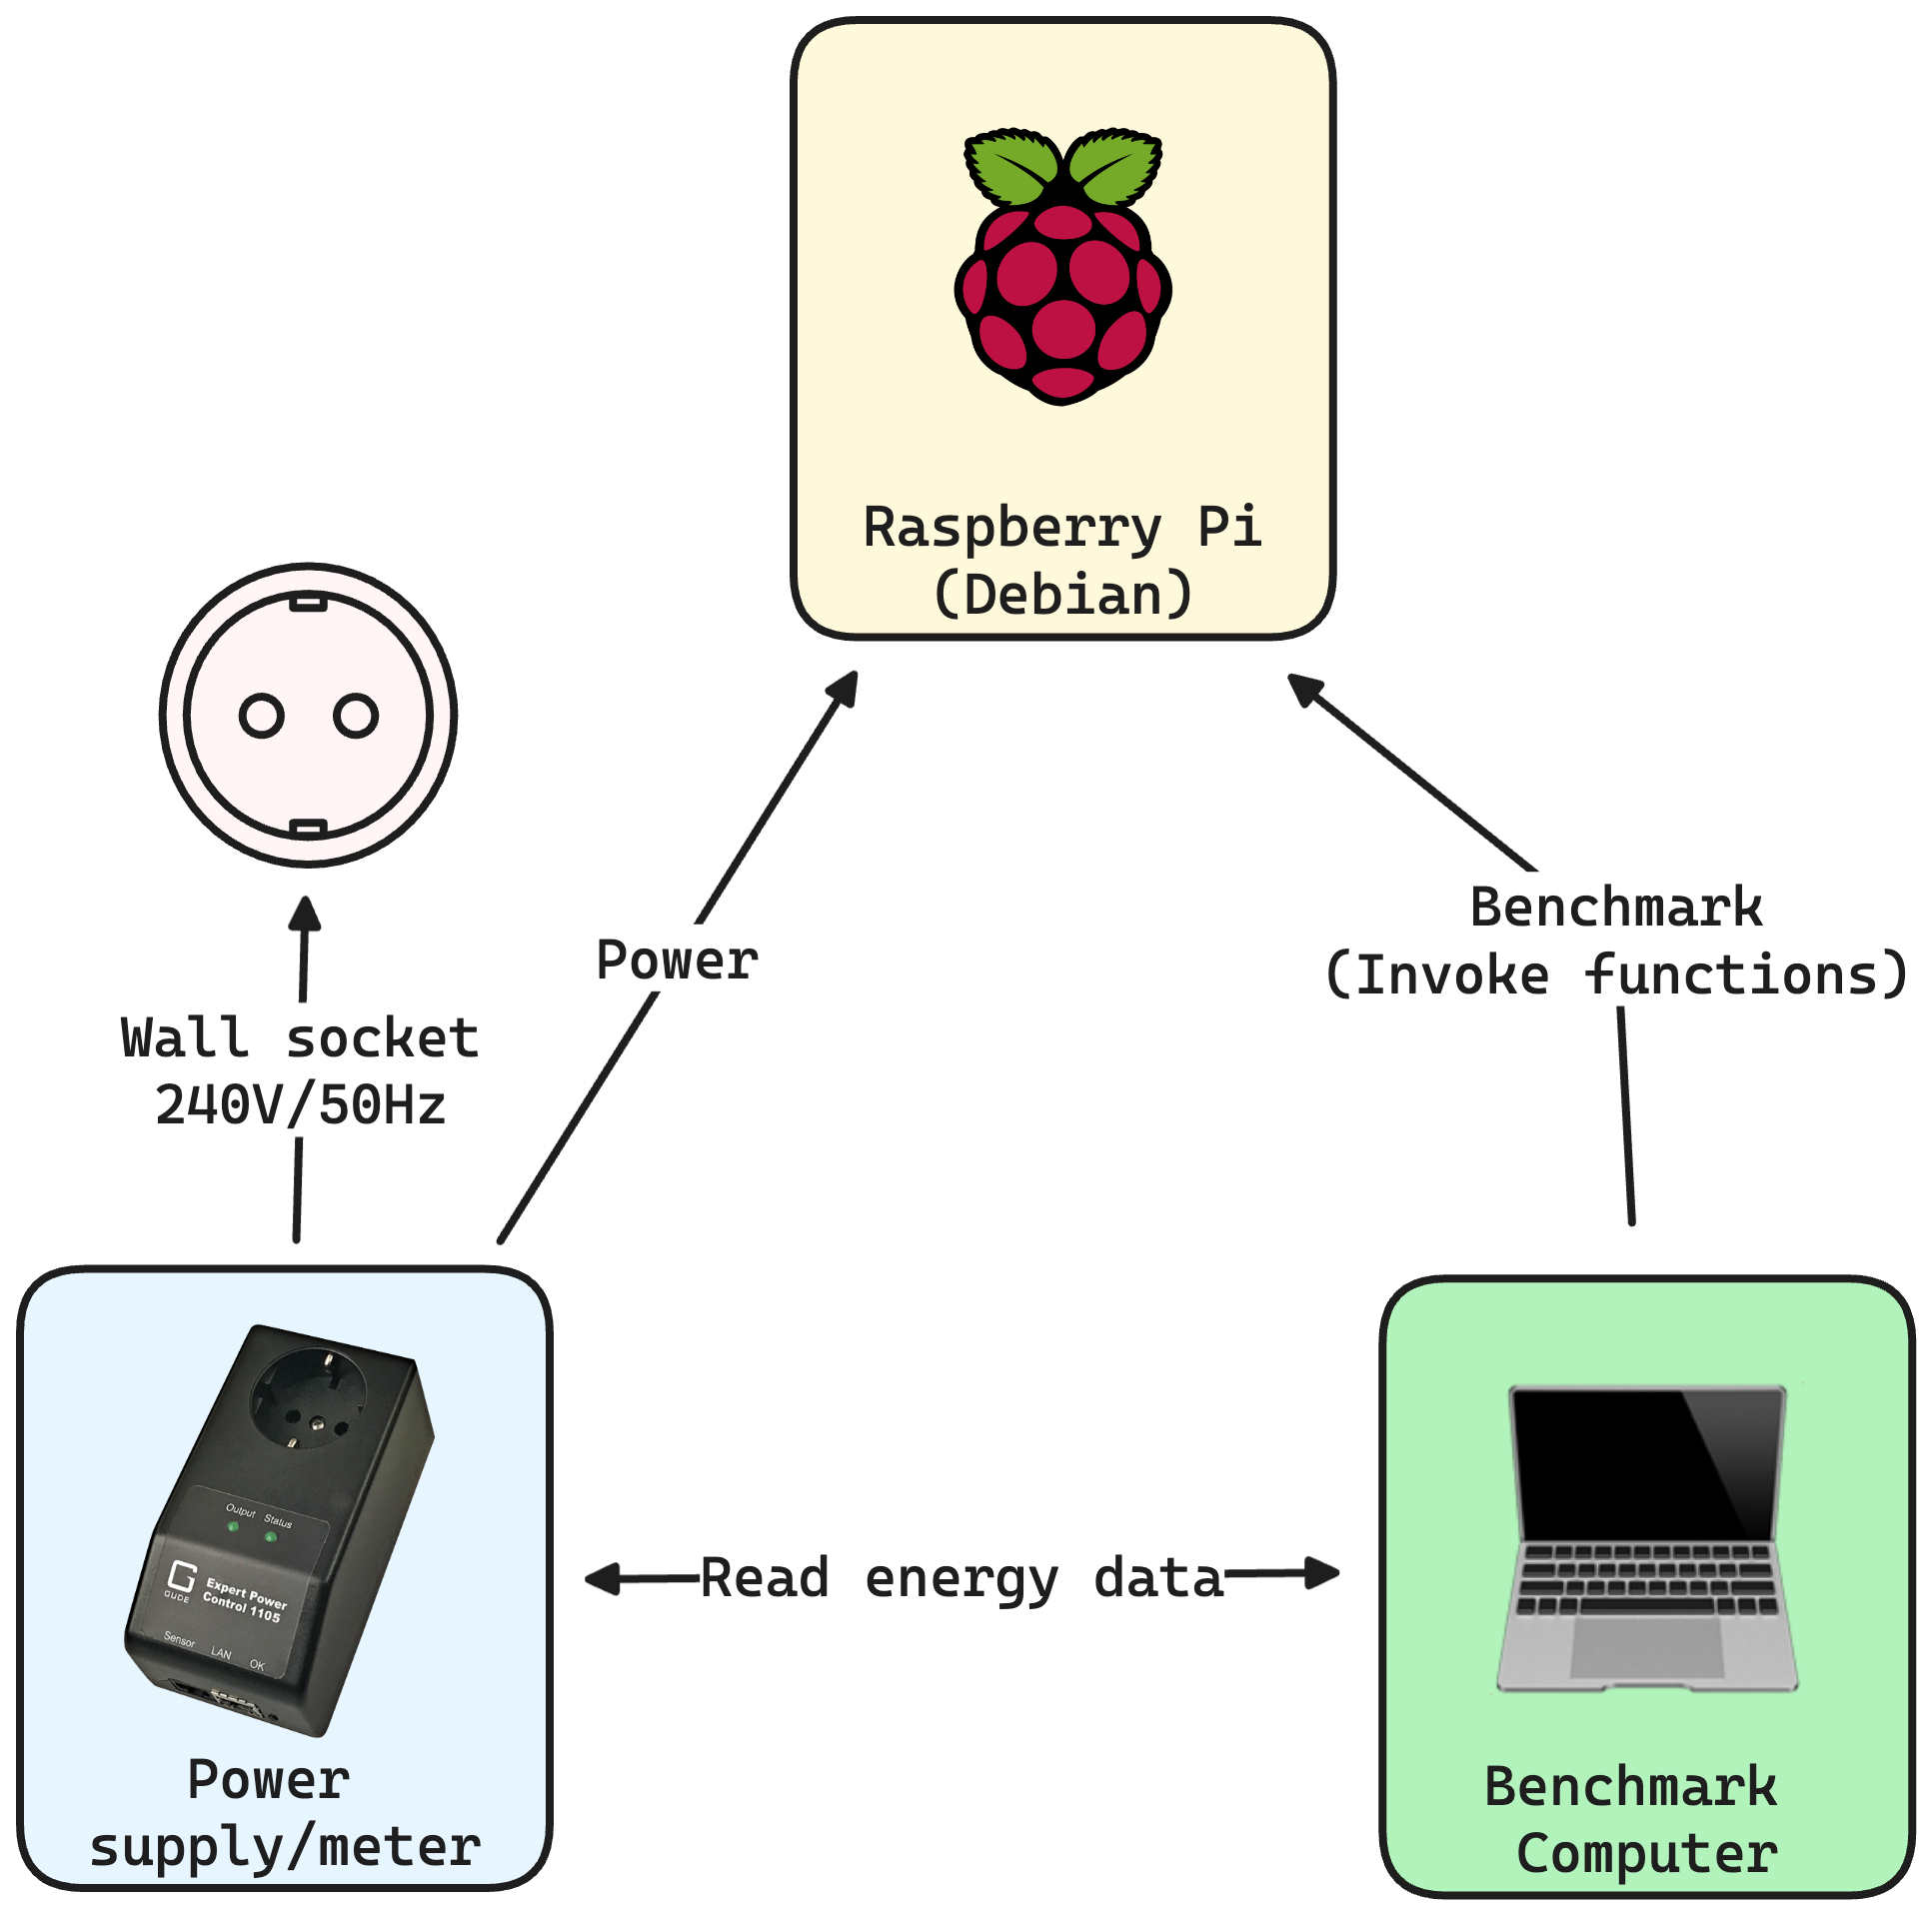 Raspberry Pi
(Debian)
Power
Benchmark
(Invoke functions)
Wall socket
240V/50Hz
Output Status
GUDE
Expert Power
Control 1105
Sensor LAN OK
Read energy data
Power
supply/meter
Benchmark
Computer